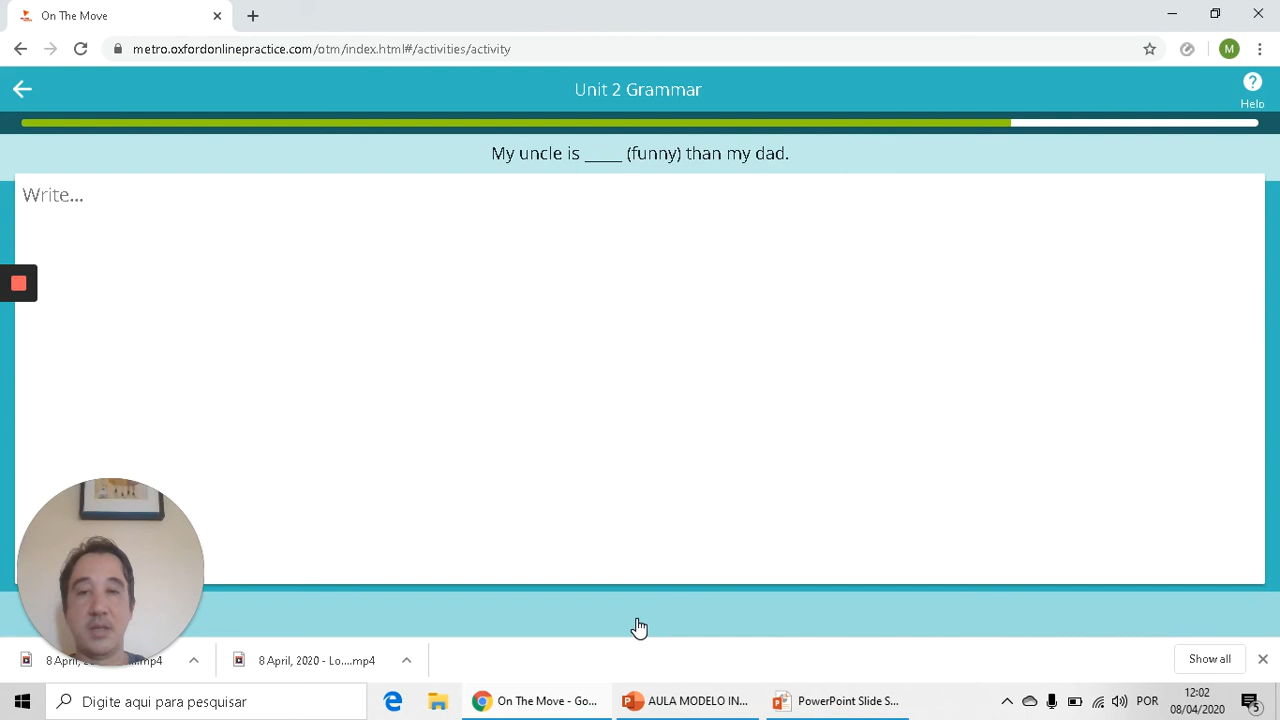 On The Move
metro.oxfordonlinepractice.com/otm/index.html#/activities/activity
M
Unit 2 Grammar
Help
My uncle is ____ (funny) than my dad.
Write...
8 April, 2020 - Lo....mp4
Show all
Digite aqui para pesquisar
On The Move - Go...
AULA MODELO IN...
PowerPoint Slide S...
POR
12:02
08/04/2020
5